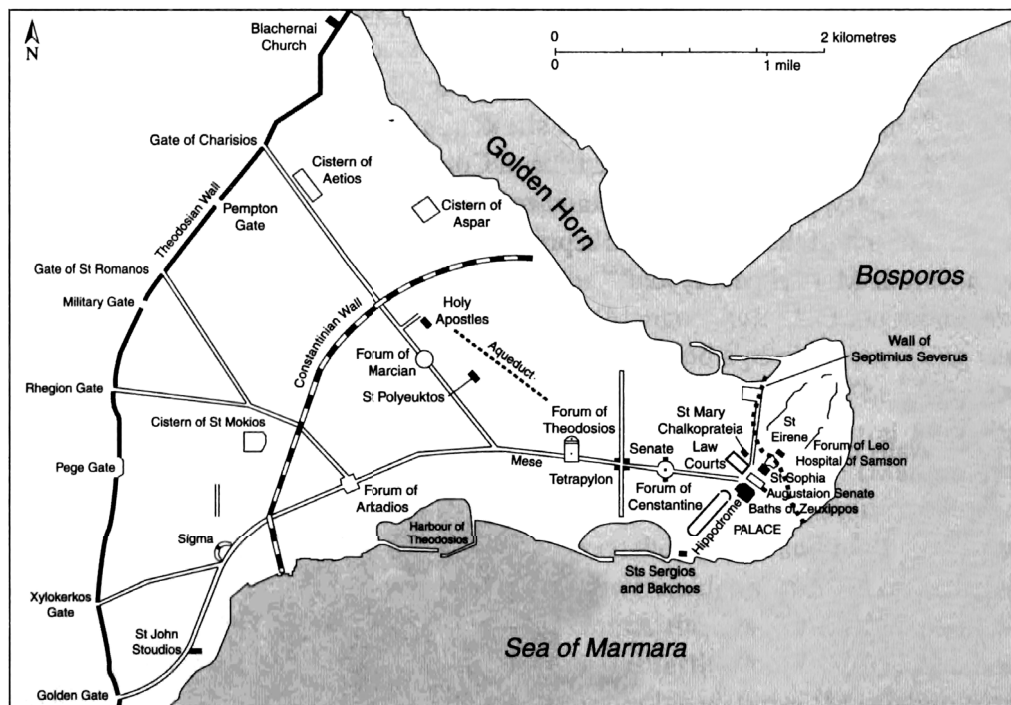 N
Blachernai
Church
0
2 kilometres
0
1 mile
Gate of Charisios
Cistern of
Aetios
Golden Horn
Theodosian Wall
Pempton
Gate
Cistern of
Aspar
Gate of St Romanos
Bosporos
Military Gate
Constantinian Wall
Holy
Apostles
Aqueduct
Wall of
Septimius Severus
Forum of
Marcian
Rhegion Gate
St Polyeuktos
Cistern of St Mokios
Forum of
Theodosios
St Mary
Chalkoprateia
St
Eirene
Law
Courts
Forum of Leo
Hospital of Samson
Pege Gate
Mese
Senate
Tetrapylon
St Sophia
Forum of
Censtantine
Augustaion Senate
Baths of Zeuxippos
Forum of
Artadios
Hippodrome
PALACE
Harbour of
Theodosios
Sigma
Sts Sergios
and Bakchos
Xylokerkos
Gate
St John
Stoudios
Sea of Marmara
Golden Gate